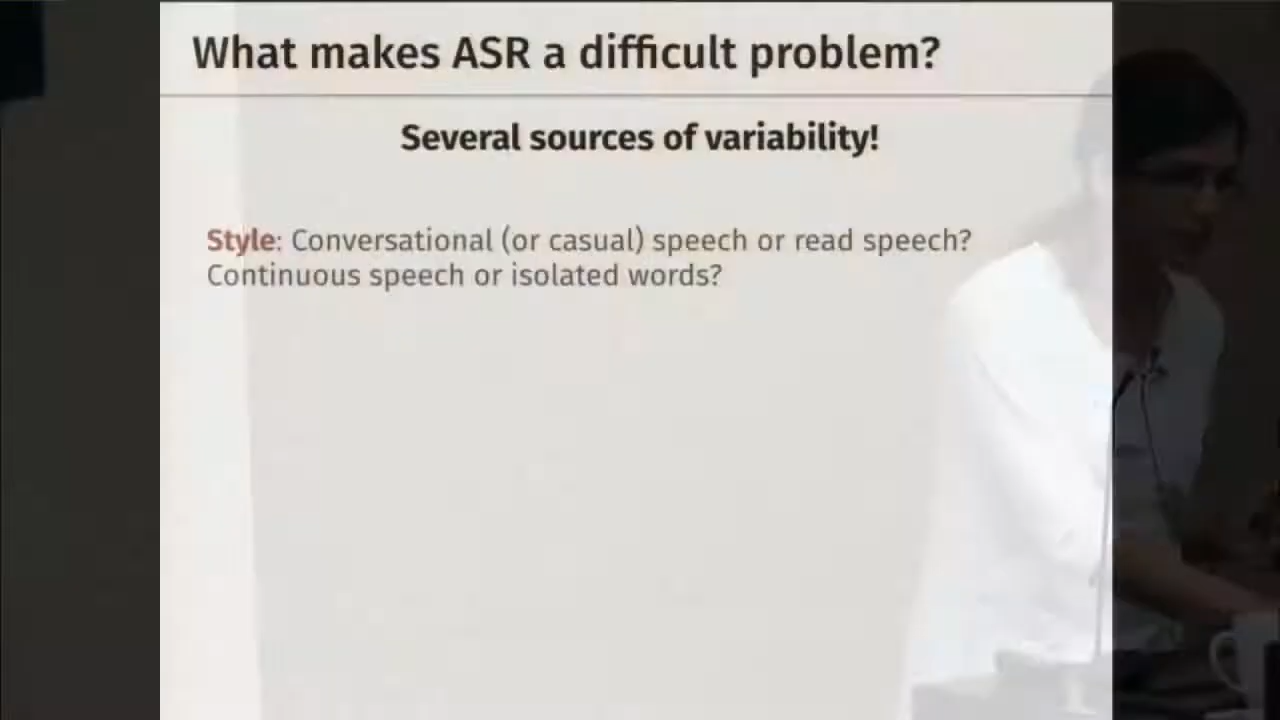 What makes ASR a difficult problem?
Several sources of variability!
Style: Conversational (or casual) speech or read speech?
Continuous speech or isolated words?